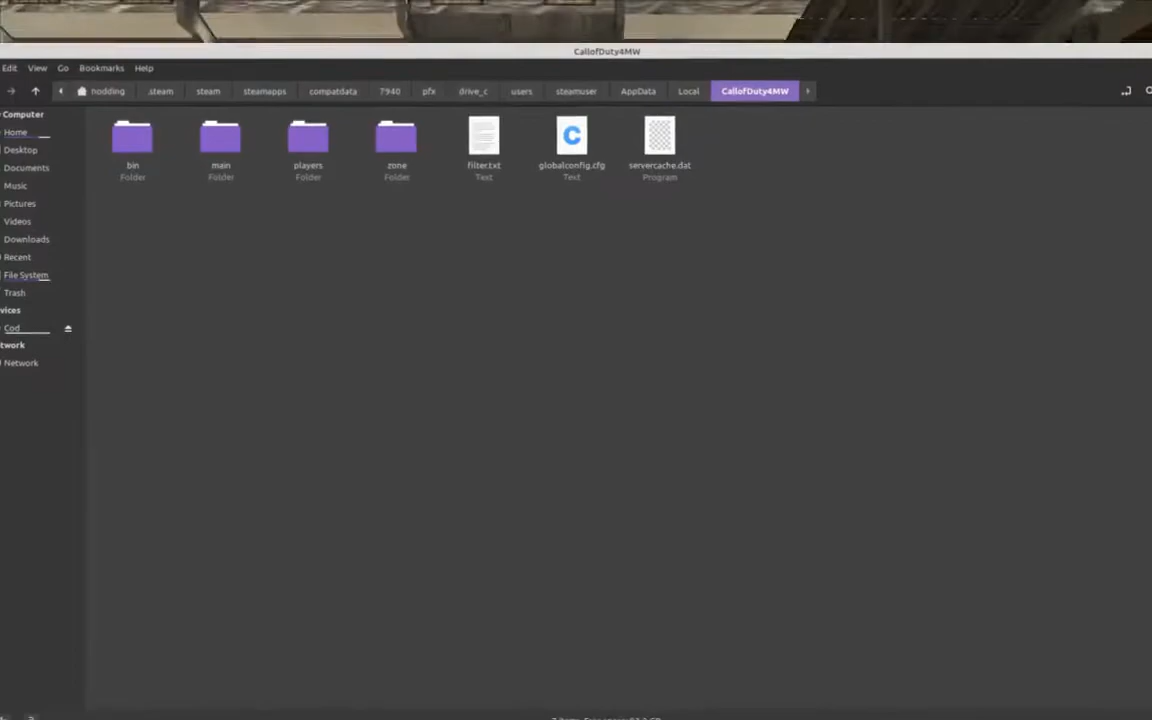 CallofDuty4MW
Edit View Go Bookmarks Help
nodding .steam steam steamapps compatdata 7940 pfx drive_c users steamuser AppData Local CallofDuty4MW
Computer
Home
Desktop
Documents
Music
Pictures
Videos
Downloads
Recent
File System
Trash
vices
Cod
twork
Network
bin
Folder
main
Folder
players
Folder
zone
Folder
filter.txt
Text
C
globalconfig.cfg
Text
servercache.dat
Program